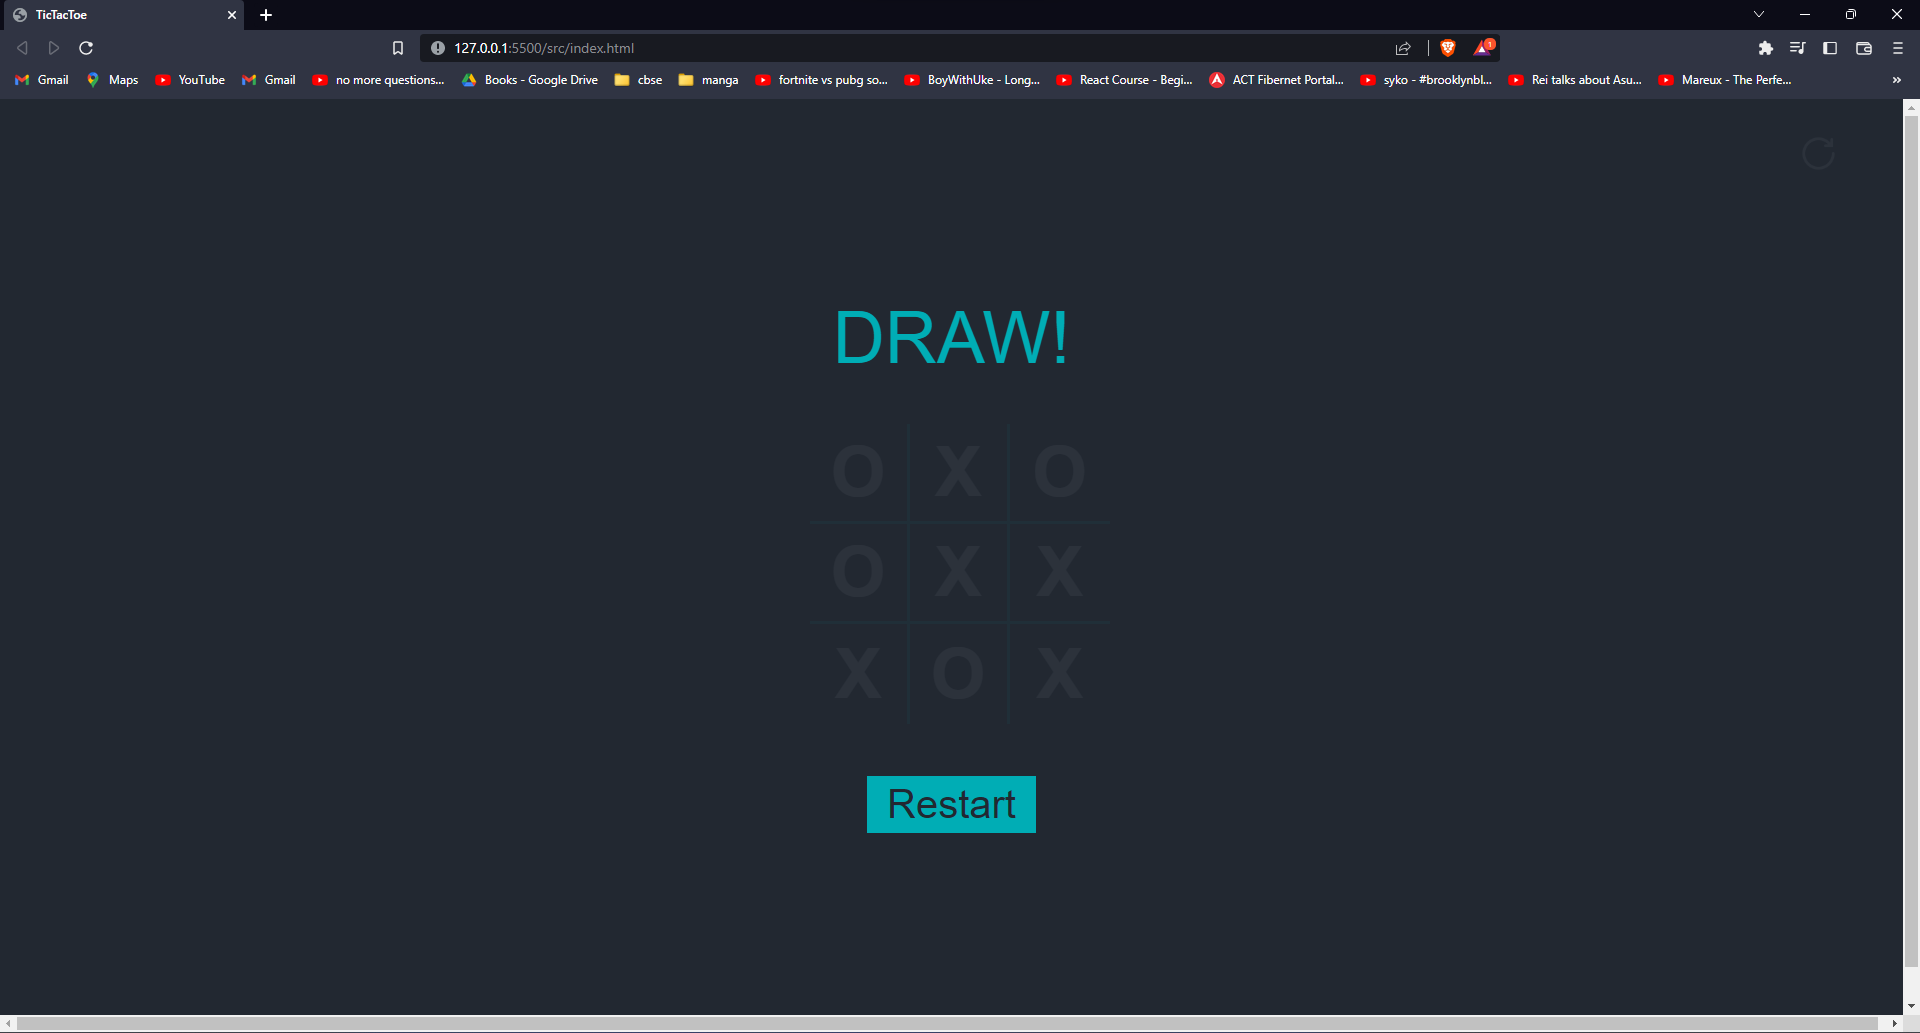 TicTacToe
127.0.0.1:5500/src/index.html
1
Gmail Maps YouTube Gmail no more questions... Books - Google Drive cbse manga fortnite vs pubg so... BoyWithUke - Long... React Course - Begi... ACT Fibernet Portal... syko - #brooklynbl... Rei talks about Asu... Mareux - The Perfe... »
DRAW!
O X O
O X X
X O X
Restart